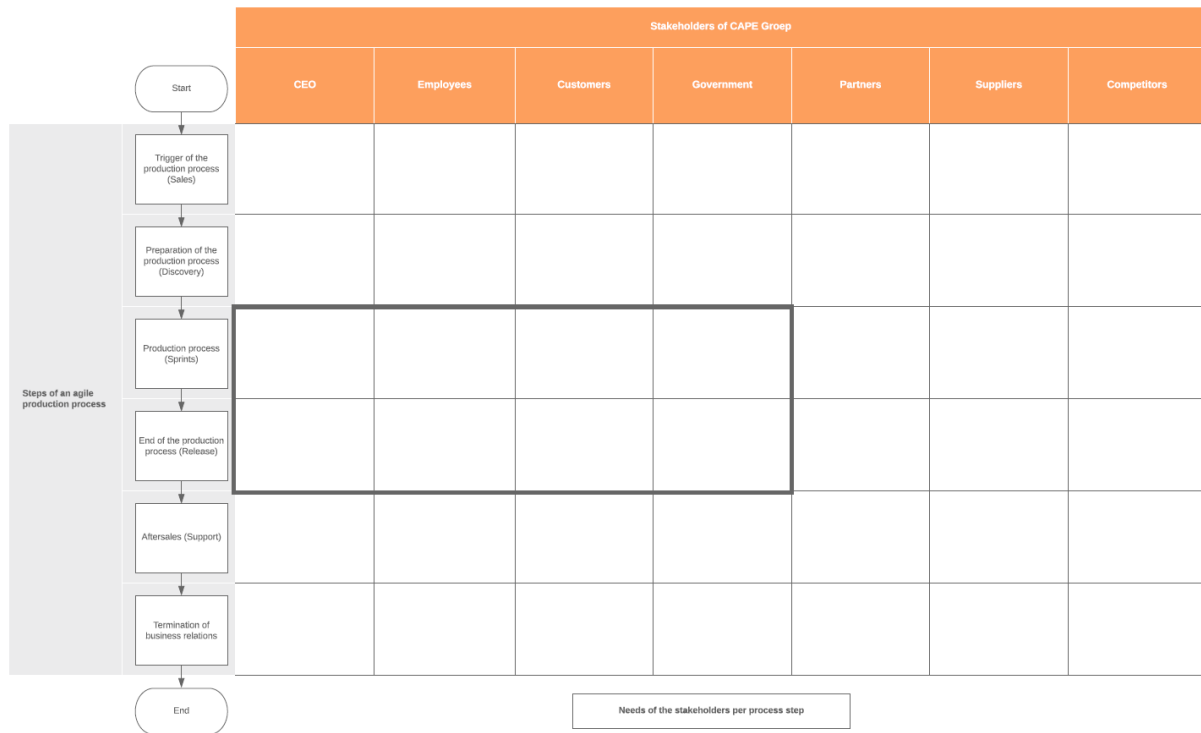 Stakeholders of CAPE Groep
Start
CEO
Employees
Customers
Government
Partners
Suppliers
Competitors
Steps of an agile
production process
Trigger of the
production process
(Sales)
Preparation of the
production process
(Discovery)
Production process
(Sprints)
End of the production
process (Release)
Aftersales (Support)
Termination of
business relations
End
Needs of the stakeholders per process step